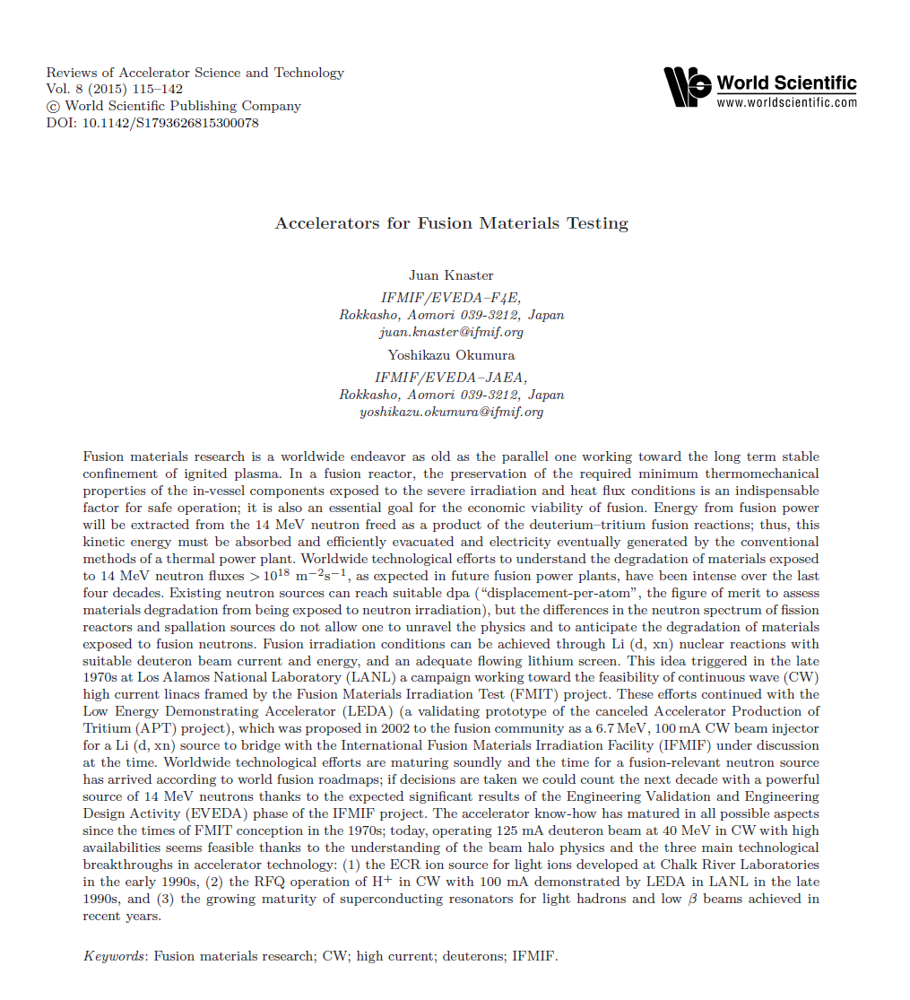 Reviews of Accelerator Science and Technology
Vol. 8 (2015) 115–142
© World Scientific Publishing Company
DOI: 10.1142/S1793626815300078
World Scientific
www.worldscientific.com
Accelerators for Fusion Materials Testing
Juan Knaster
IFMIF/EVEDA–F4E,
Rokkasho, Aomori 039-3212, Japan
juan.knaster@ifmif.org
Yoshikazu Okumura
IFMIF/EVEDA–JAEA,
Rokkasho, Aomori 039-3212, Japan
yoshikazu.okumura@ifmif.org
Fusion materials research is a worldwide endeavor as old as the parallel one working toward the long term stable
confinement of ignited plasma. In a fusion reactor, the preservation of the required minimum thermomechanical
properties of the in-vessel components exposed to the severe irradiation and heat flux conditions is an indispensable
factor for safe operation; it is also an essential goal for the economic viability of fusion. Energy from fusion power
will be extracted from the 14 MeV neutron freed as a product of the deuterium–tritium fusion reactions; thus, this
kinetic energy must be absorbed and efficiently evacuated and electricity eventually generated by the conventional
methods of a thermal power plant. Worldwide technological efforts to understand the degradation of materials exposed
to 14 MeV neutron fluxes > 10¹⁸ m⁻²s⁻¹, as expected in future fusion power plants, have been intense over the last
four decades. Existing neutron sources can reach suitable dpa (“displacement-per-atom”, the figure of merit to assess
materials degradation from being exposed to neutron irradiation), but the differences in the neutron spectrum of fission
reactors and spallation sources do not allow one to unravel the physics and to anticipate the degradation of materials
exposed to fusion neutrons. Fusion irradiation conditions can be achieved through Li (d, xn) nuclear reactions with
suitable deuteron beam current and energy, and an adequate flowing lithium screen. This idea triggered in the late
1970s at Los Alamos National Laboratory (LANL) a campaign working toward the feasibility of continuous wave (CW)
high current linacs framed by the Fusion Materials Irradiation Test (FMIT) project. These efforts continued with the
Low Energy Demonstrating Accelerator (LEDA) (a validating prototype of the canceled Accelerator Production of
Tritium (APT) project), which was proposed in 2002 to the fusion community as a 6.7 MeV, 100 mA CW beam injector
for a Li (d, xn) source to bridge with the International Fusion Materials Irradiation Facility (IFMIF) under discussion
at the time. Worldwide technological efforts are maturing soundly and the time for a fusion-relevant neutron source
has arrived according to world fusion roadmaps; if decisions are taken we could count the next decade with a powerful
source of 14 MeV neutrons thanks to the expected significant results of the Engineering Validation and Engineering
Design Activity (EVEDA) phase of the IFMIF project. The accelerator know-how has matured in all possible aspects
since the times of FMIT conception in the 1970s; today, operating 125 mA deuteron beam at 40 MeV in CW with high
availabilities seems feasible thanks to the understanding of the beam halo physics and the three main technological
breakthroughs in accelerator technology: (1) the ECR ion source for light ions developed at Chalk River Laboratories
in the early 1990s, (2) the RFQ operation of H⁺ in CW with 100 mA demonstrated by LEDA in LANL in the late
1990s, and (3) the growing maturity of superconducting resonators for light hadrons and low β beams achieved in
recent years.
Keywords: Fusion materials research; CW; high current; deuterons; IFMIF.